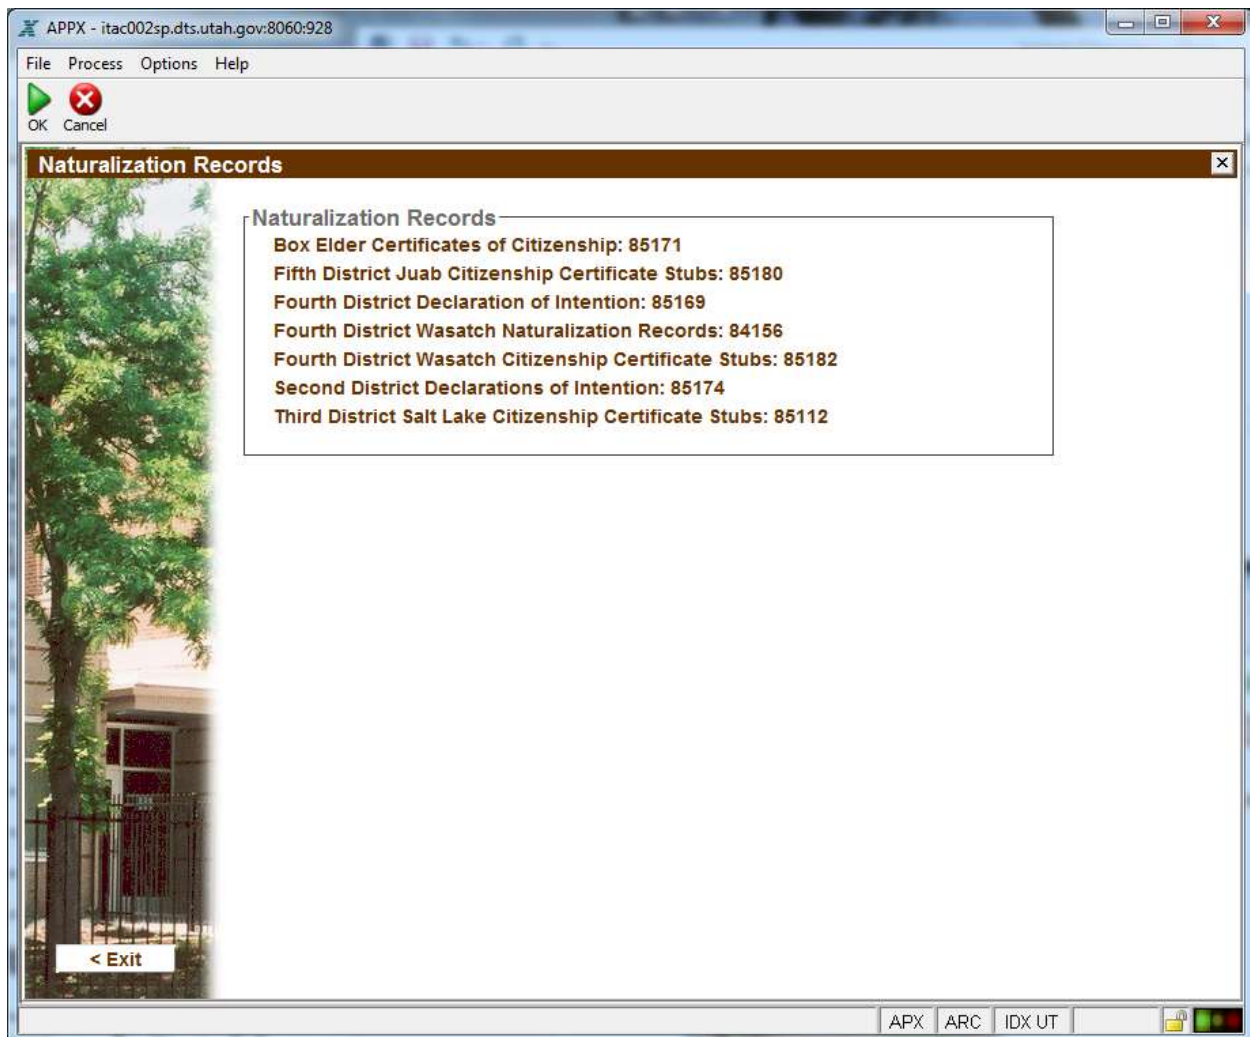 APPX - itac002sp.dts.utah.gov:8060:928
File Process Options Help
OK Cancel
Naturalization Records
Naturalization Records
Box Elder Certificates of Citizenship: 85171
Fifth District Juab Citizenship Certificate Stubs: 85180
Fourth District Declaration of Intention: 85169
Fourth District Wasatch Naturalization Records: 84156
Fourth District Wasatch Citizenship Certificate Stubs: 85182
Second District Declarations of Intention: 85174
Third District Salt Lake Citizenship Certificate Stubs: 85112
< Exit
APX ARC IDX UT